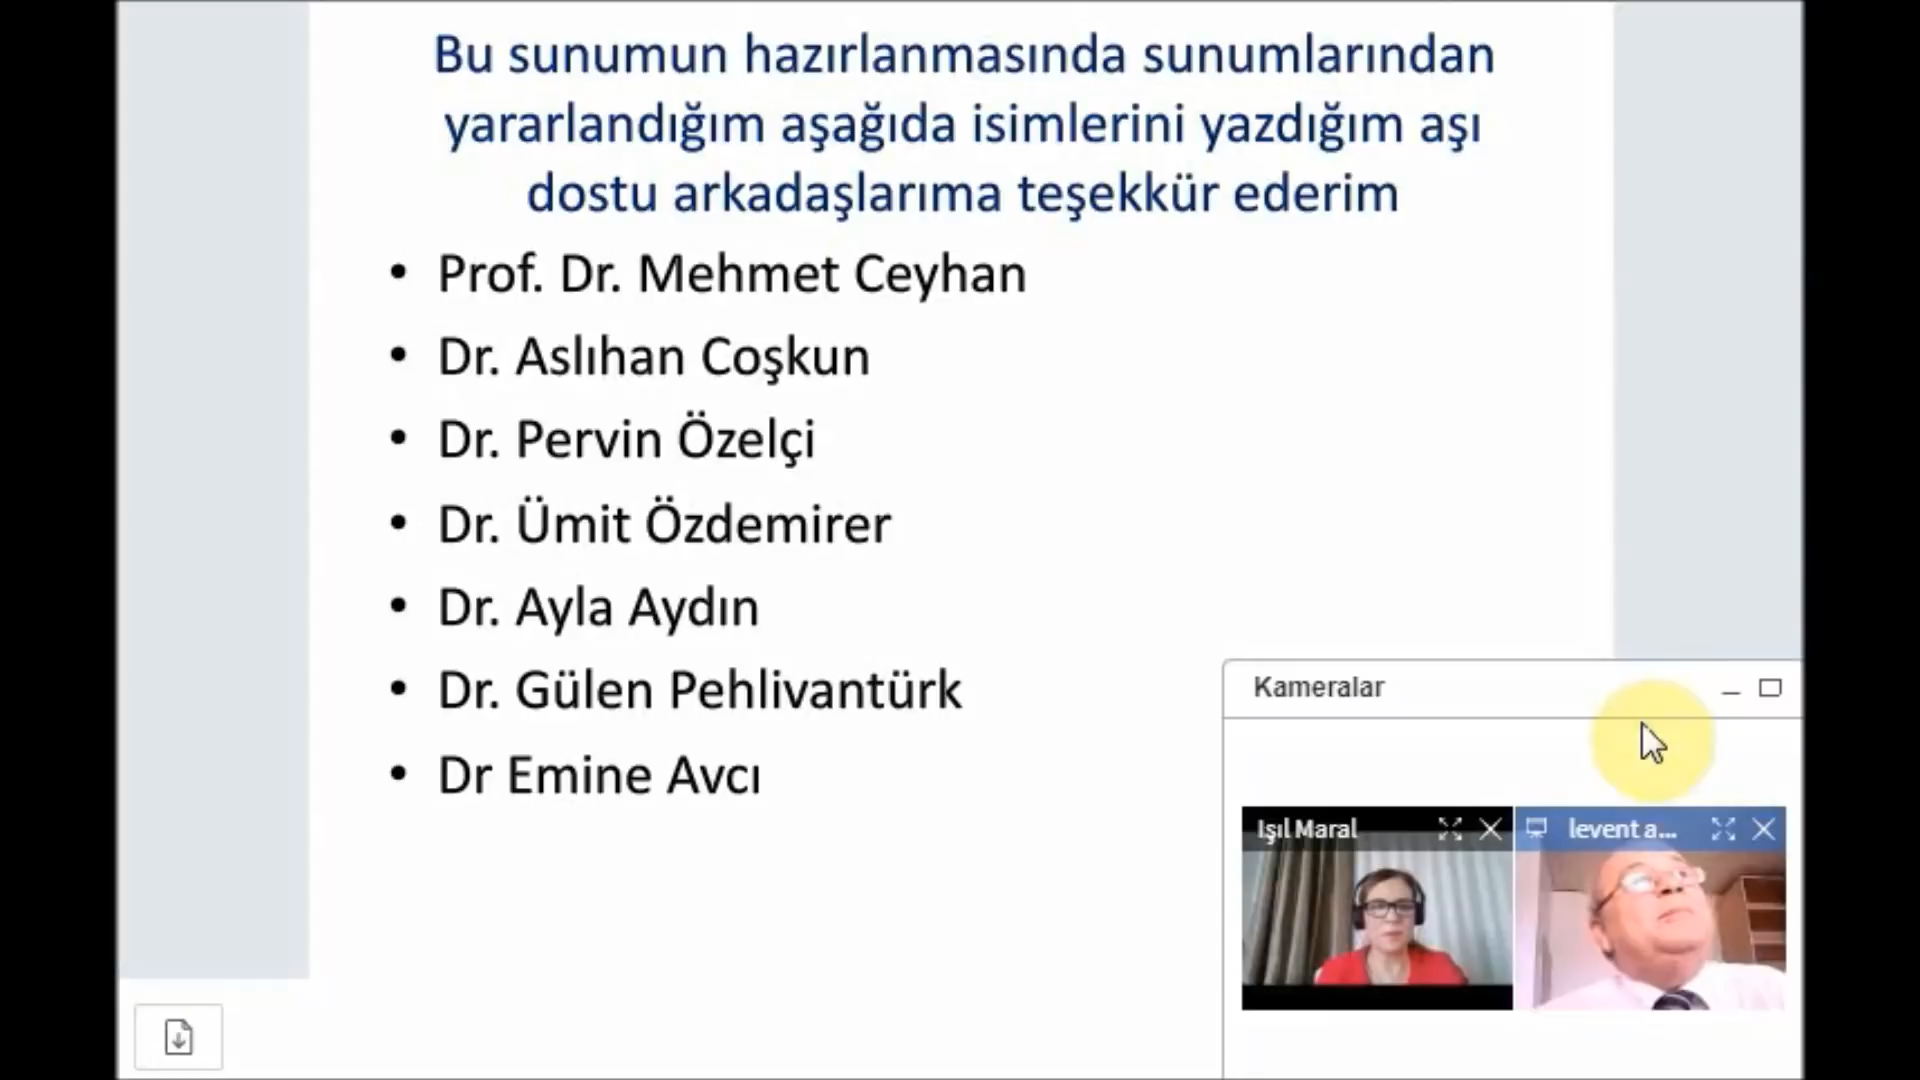 Bu sunumun hazırlanmasında sunumlarından
yararlandığım aşağıda isimlerini yazdığım aşı
dostu arkadaşlarıma teşekkür ederim
• Prof. Dr. Mehmet Ceyhan
• Dr. Aslıhan Coşkun
• Dr. Pervin Özelçi
• Dr. Ümit Özdemirer
• Dr. Ayla Aydın
• Dr. Gülen Pehlivantürk
• Dr Emine Avcı
Kameralar
Işıl Maral
levent a...